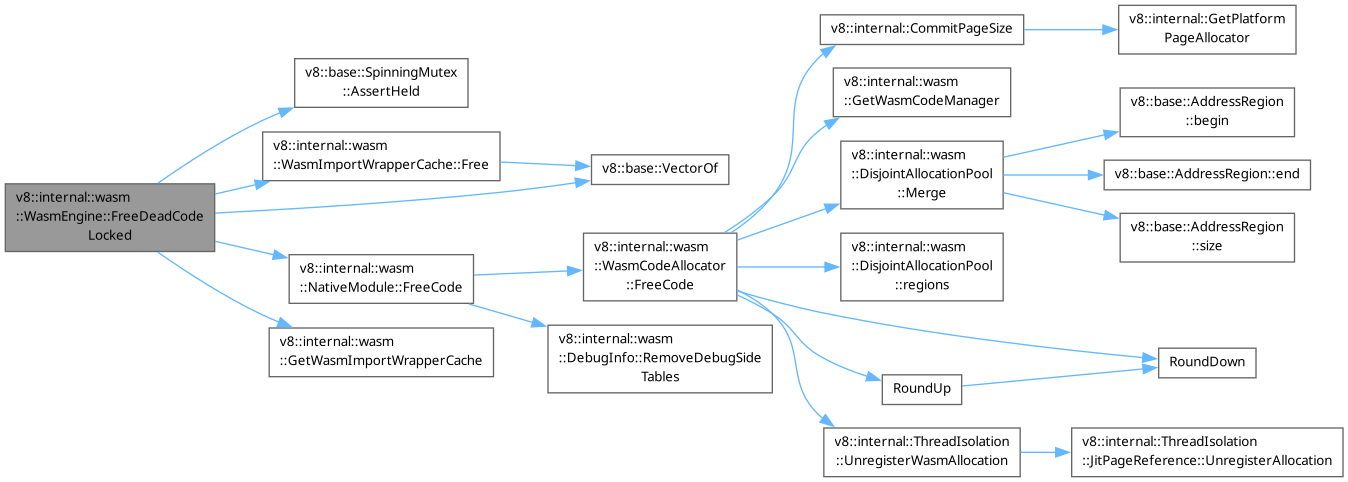 v8::internal::wasm
::WasmEngine::FreeDeadCode
Locked
v8::base::SpinningMutex
::AssertHeld
v8::internal::wasm
::WasmImportWrapperCache::Free
v8::base::VectorOf
v8::internal::wasm
::NativeModule::FreeCode
v8::internal::wasm
::GetWasmImportWrapperCache
v8::internal::wasm
::WasmCodeAllocator
::FreeCode
v8::internal::wasm
::DebugInfo::RemoveDebugSide
Tables
v8::internal::CommitPageSize
v8::internal::GetPlatform
PageAllocator
v8::internal::wasm
::GetWasmCodeManager
v8::internal::wasm
::DisjointAllocationPool
::Merge
v8::base::AddressRegion
::begin
v8::base::AddressRegion::end
v8::base::AddressRegion
::size
v8::internal::wasm
::DisjointAllocationPool
::regions
RoundDown
RoundUp
v8::internal::ThreadIsolation
::UnregisterWasmAllocation
v8::internal::ThreadIsolation
::JitPageReference::UnregisterAllocation